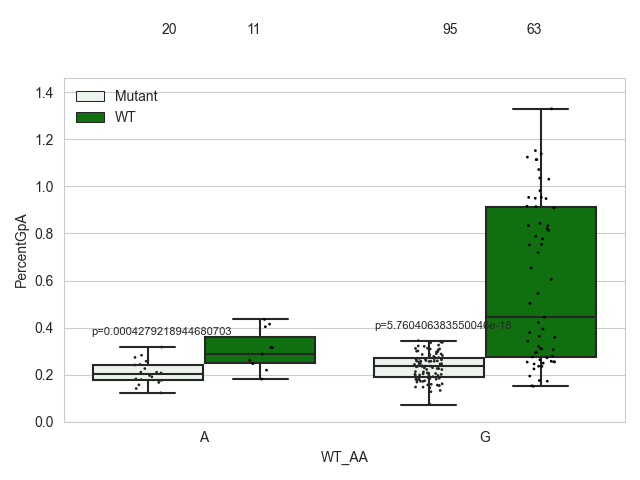 20 11 95 63
Mutant
WT
1.4
1.2
1.0
0.8
0.6
0.4
0.2
0.0
PercentGpA
p=0.0004279218944680703
p=5.760406383550046e-18
A G
WT_AA